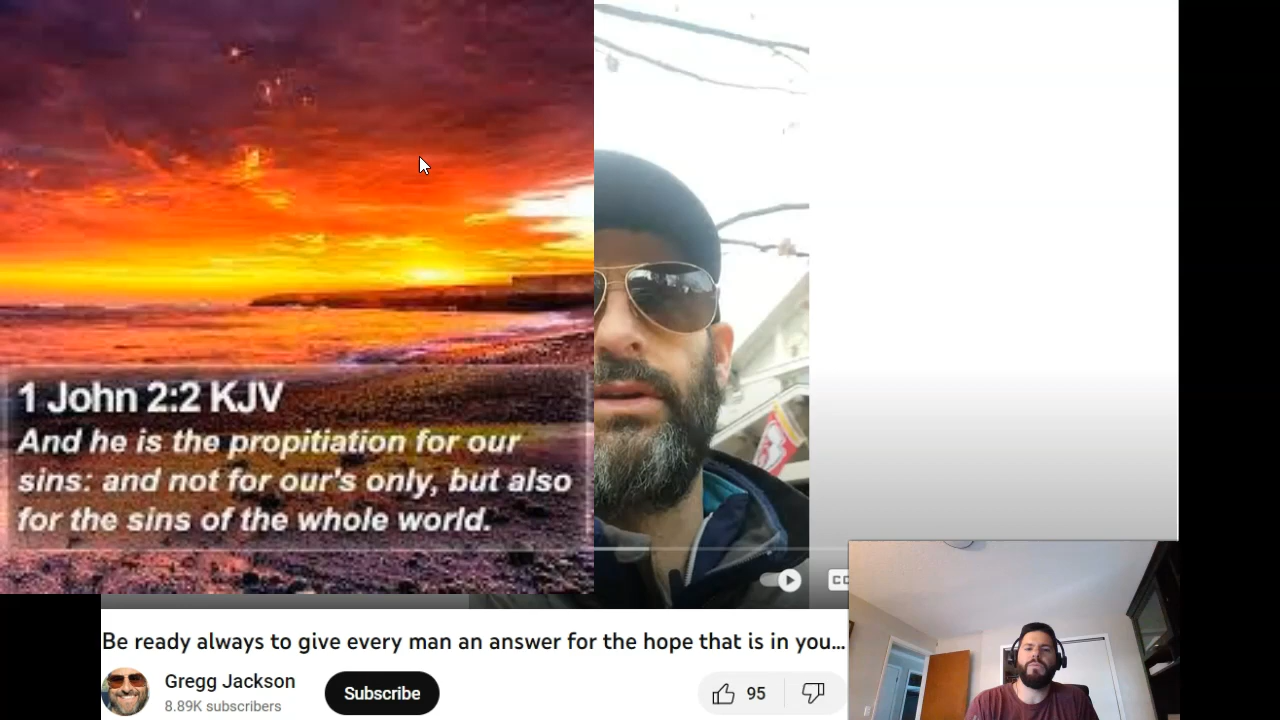 1 John 2:2 KJV
And he is the propitiation for our
sins: and not for our's only, but also
for the sins of the whole world.
CC
Be ready always to give every man an answer for the hope that is in you...
Gregg Jackson
8.89K subscribers
Subscribe
95